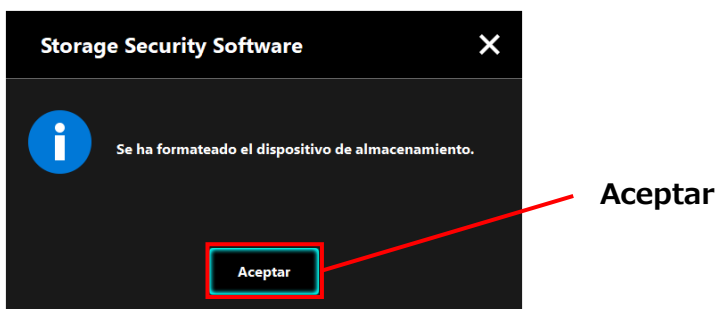 Storage Security Software
Se ha formateado el dispositivo de almacenamiento.
Aceptar
Aceptar